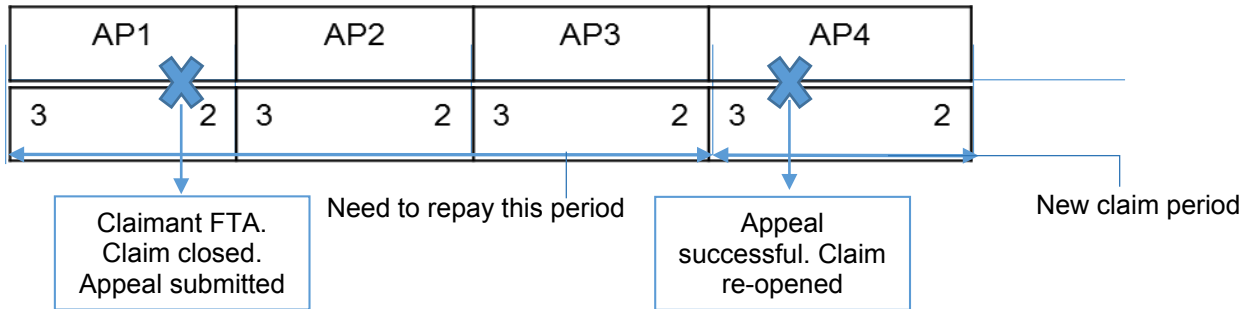 AP1 AP2 AP3 AP4
3 2 3 2 3 2 3 2
Need to repay this period
New claim period
Claimant FTA.
Claim closed.
Appeal submitted
Appeal
successful. Claim
re-opened